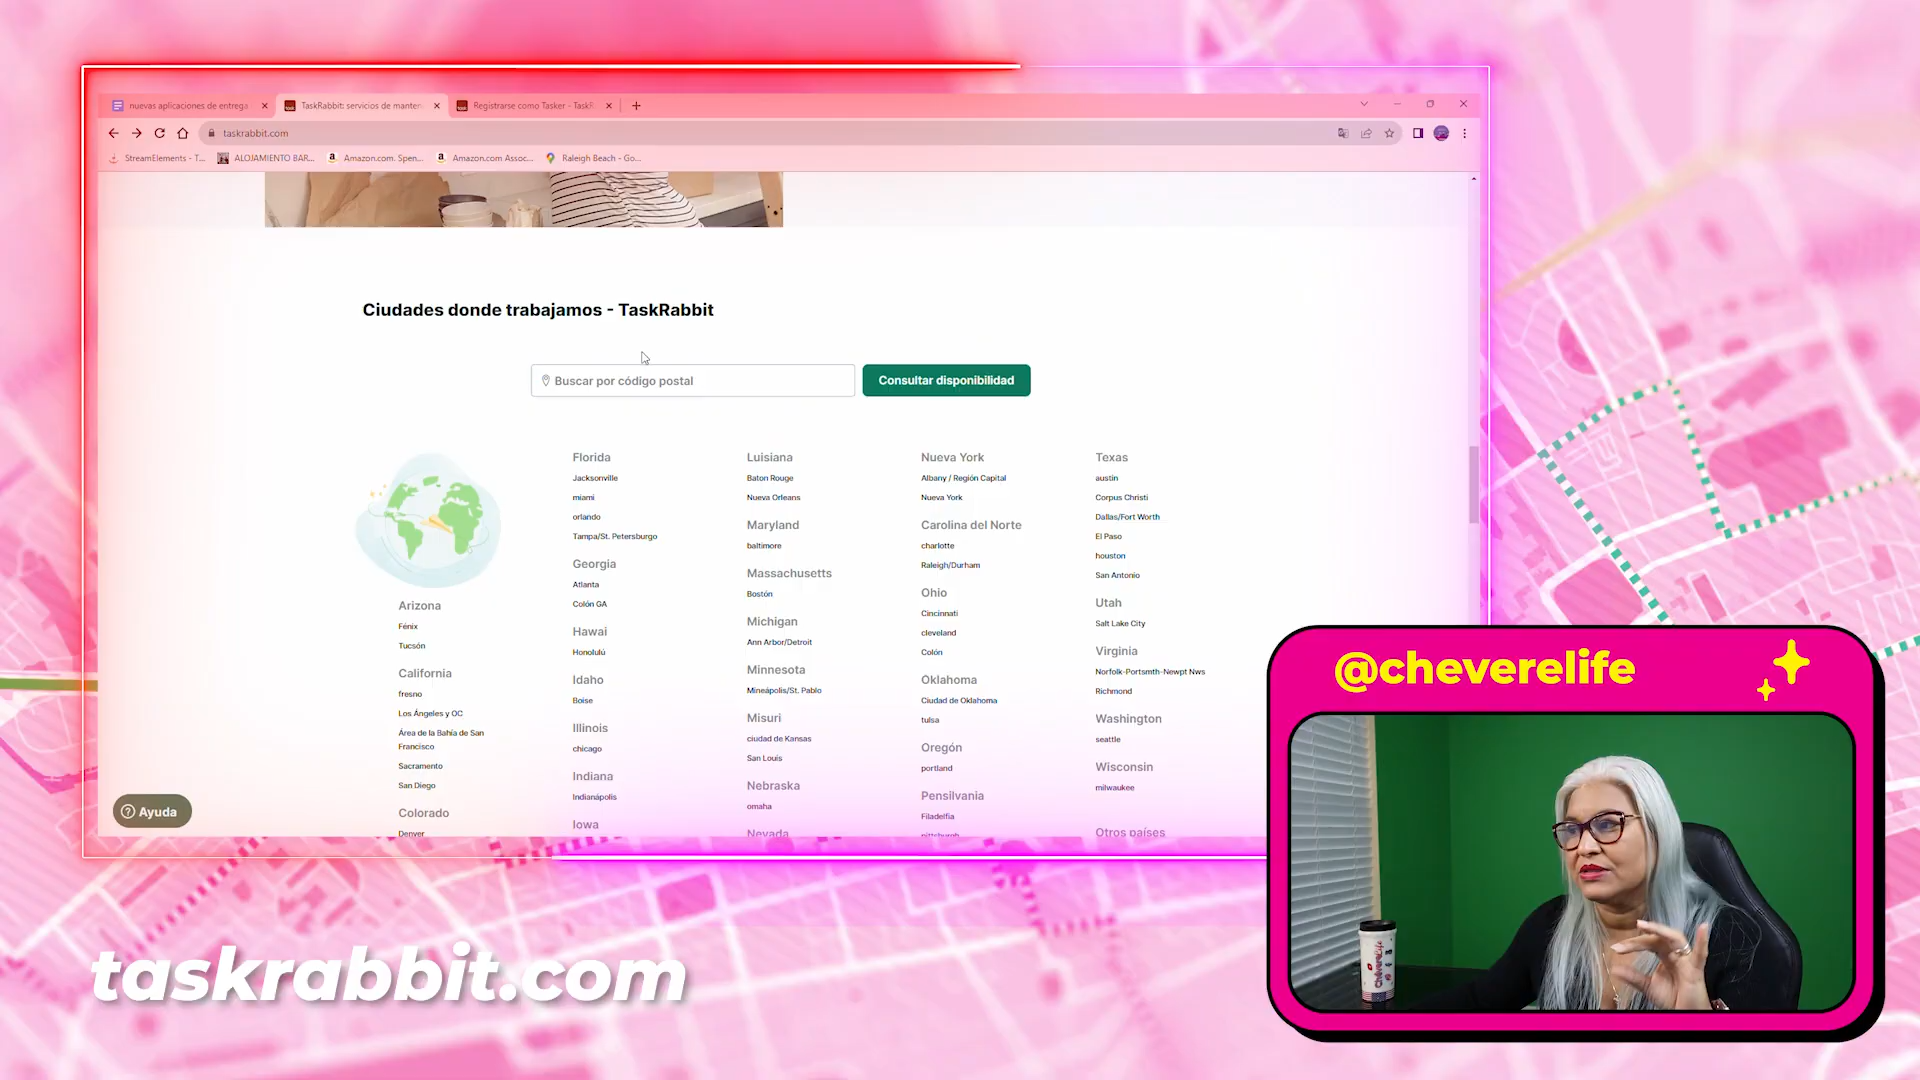 nuevas aplicaciones de entrega
TaskRabbit: servicios de manten
Registrarse como Tasker - TaskR
taskrabbit.com
StreamElements - T...
ALOJAMIENTO BAR...
Amazon.com. Spen...
Amazon.com Assoc...
Raleigh Beach - Go...
Ciudades donde trabajamos - TaskRabbit
Buscar por código postal
Consultar disponibilidad
Arizona
Fénix
Tucsón
California
fresno
Los Ángeles y OC
Área de la Bahía de San
Francisco
Sacramento
San Diego
Colorado
Denver
Florida
Jacksonville
miami
orlando
Tampa/St. Petersburgo
Georgia
Atlanta
Colón GA
Hawai
Honolulú
Idaho
Boise
Illinois
chicago
Indiana
Indianápolis
Iowa
Luisiana
Baton Rouge
Nueva Orleans
Maryland
baltimore
Massachusetts
Bostón
Michigan
Ann Arbor/Detroit
Minnesota
Mineápolis/St. Pablo
Misuri
ciudad de Kansas
San Louis
Nebraska
omaha
Nevada
Nueva York
Albany / Región Capital
Nueva York
Carolina del Norte
charlotte
Raleigh/Durham
Ohio
Cincinnati
cleveland
Colón
Oklahoma
Ciudad de Oklahoma
tulsa
Oregón
portland
Pensilvania
Filadelfia
pittsburgh
Texas
austin
Corpus Christi
Dallas/Fort Worth
El Paso
houston
San Antonio
Utah
Salt Lake City
Virginia
Norfolk-Portsmth-Newpt Nws
Richmond
Washington
seattle
Wisconsin
milwaukee
Otros países
Ayuda
@cheverelife
ChevereLife
taskrabbit.com